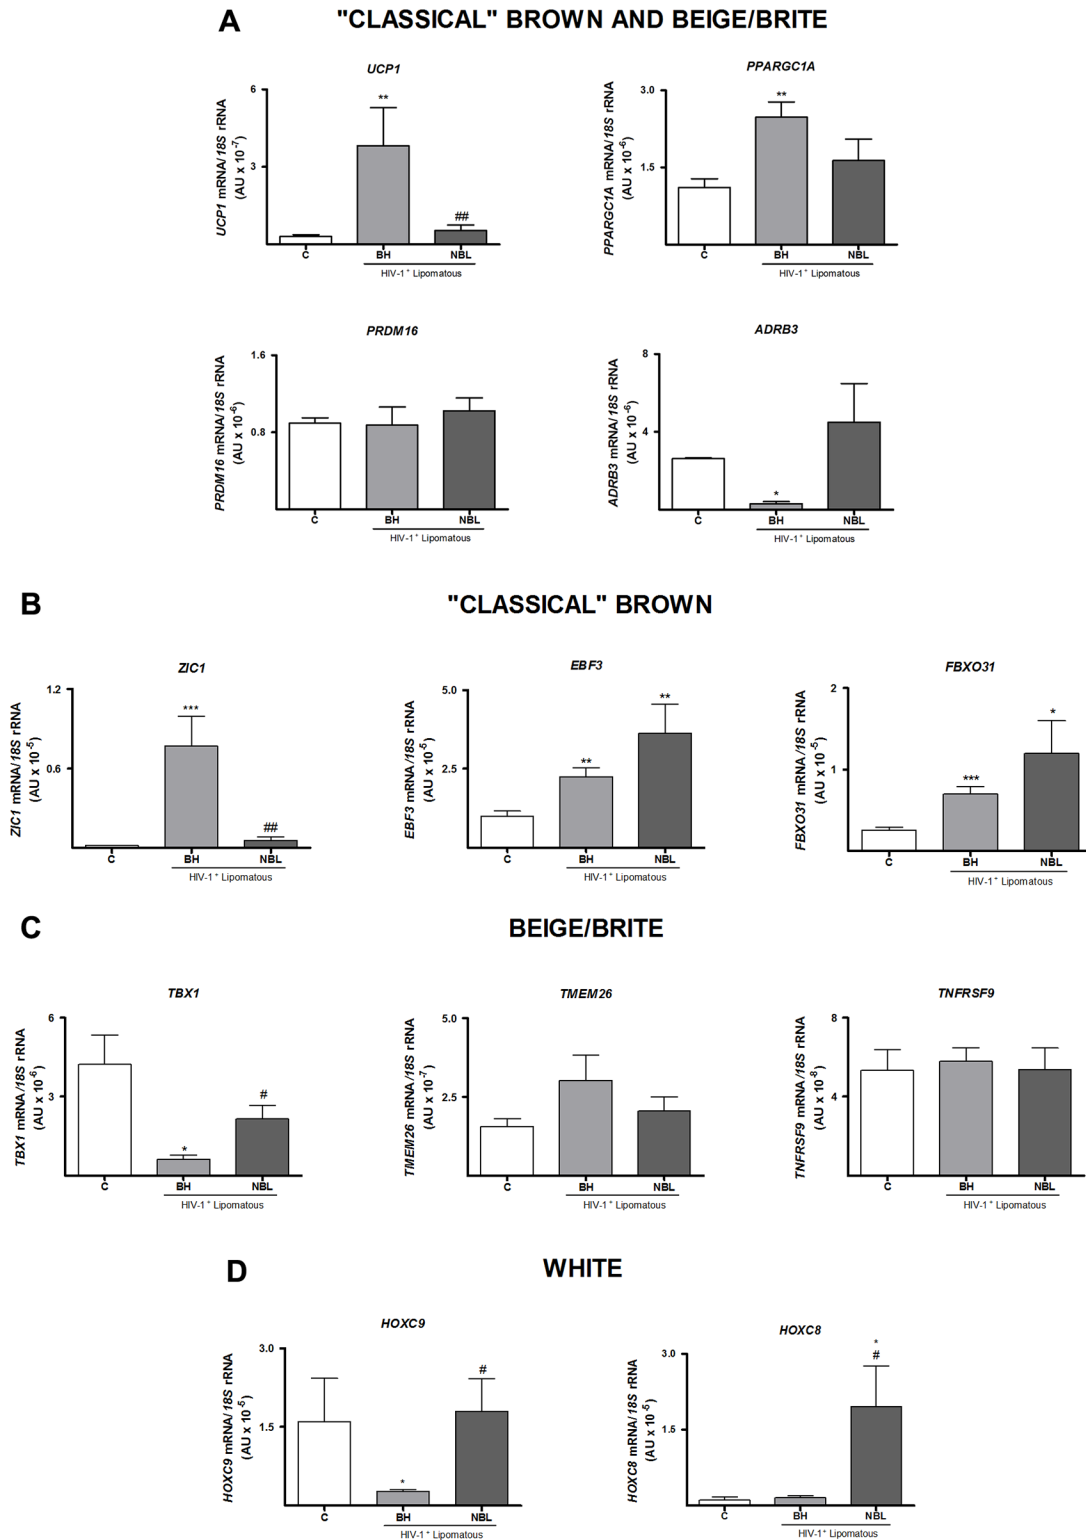 A "CLASSICAL" BROWN AND BEIGE/BRITE
UCP1
UCP1 mRNA/18S rRNA
(AU x 10-7)
6
3
**
##
C BH NBL
HIV-1+ Lipomatous
PPARGC1A
PPARGC1A mRNA/18S rRNA
(AU x 10-6)
3.0
1.5
**
C BH NBL
HIV-1+ Lipomatous
PRDM16
PRDM16 mRNA/18S rRNA
(AU x 10-6)
1.6
0.8
C BH NBL
HIV-1+ Lipomatous
ADRB3
ADRB3 mRNA/18S rRNA
(AU x 10-6)
8
4
*
C BH NBL
HIV-1+ Lipomatous
B "CLASSICAL" BROWN
ZIC1
ZIC1 mRNA/18S rRNA
(AU x 10-5)
1.2
0.6
***
##
C BH NBL
HIV-1+ Lipomatous
EBF3
EBF3 mRNA/18S rRNA
(AU x 10-5)
5.0
2.5
**
**
C BH NBL
HIV-1+ Lipomatous
FBXO31
FBXO31 mRNA/18S rRNA
(AU x 10-5)
2
1
***
*
C BH NBL
HIV-1+ Lipomatous
C BEIGE/BRITE
TBX1
TBX1 mRNA/18S rRNA
(AU x 10-6)
6
3
*
#
C BH NBL
HIV-1+ Lipomatous
TMEM26
TMEM26 mRNA/18S rRNA
(AU x 10-7)
5.0
2.5
C BH NBL
HIV-1+ Lipomatous
TNFRSF9
TNFRSF9 mRNA/18S rRNA
(AU x 10-8)
8
4
C BH NBL
HIV-1+ Lipomatous
D WHITE
HOXC9
HOXC9 mRNA/18S rRNA
(AU x 10-5)
3.0
1.5
*
#
C BH NBL
HIV-1+ Lipomatous
HOXC8
HOXC8 mRNA/18S rRNA
(AU x 10-5)
3.0
1.5
*
#
C BH NBL
HIV-1+ Lipomatous